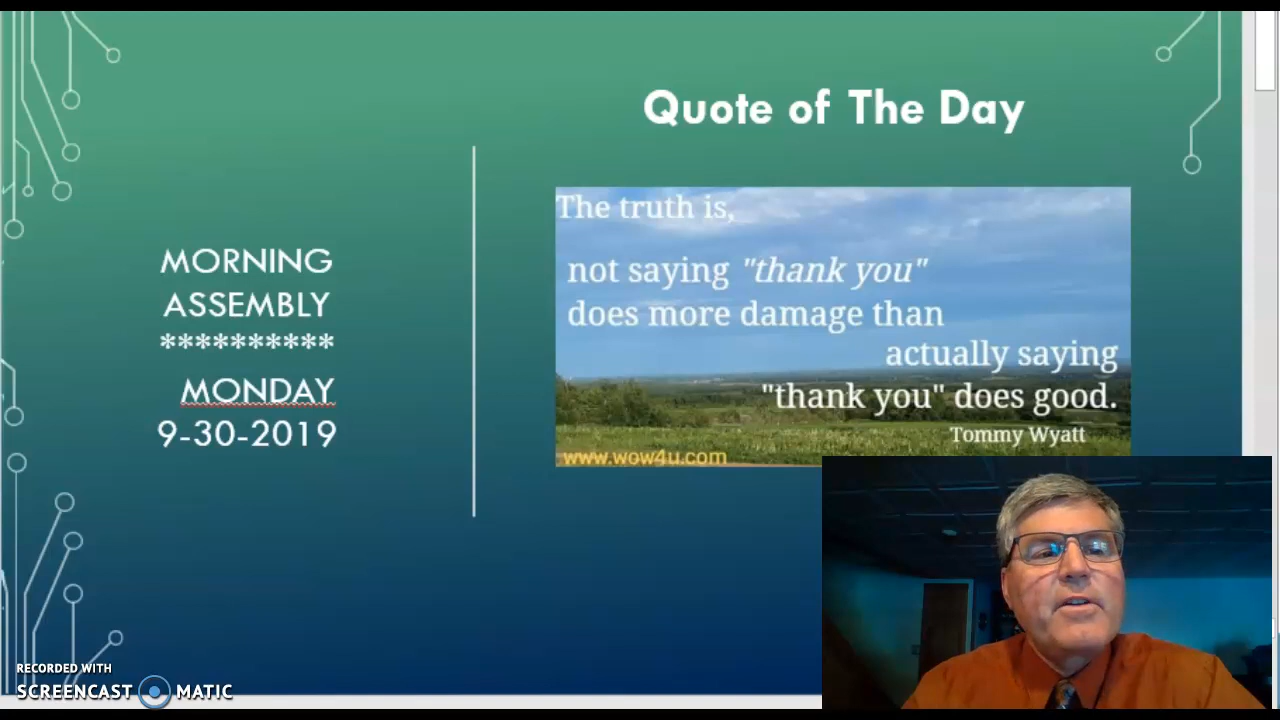 Quote of The Day
MORNING
ASSEMBLY
**********
MONDAY
9-30-2019
The truth is,
not saying "thank you"
does more damage than
actually saying
"thank you" does good.
Tommy Wyatt
www.wow4u.com
RECORDED WITH
SCREENCAST MATIC